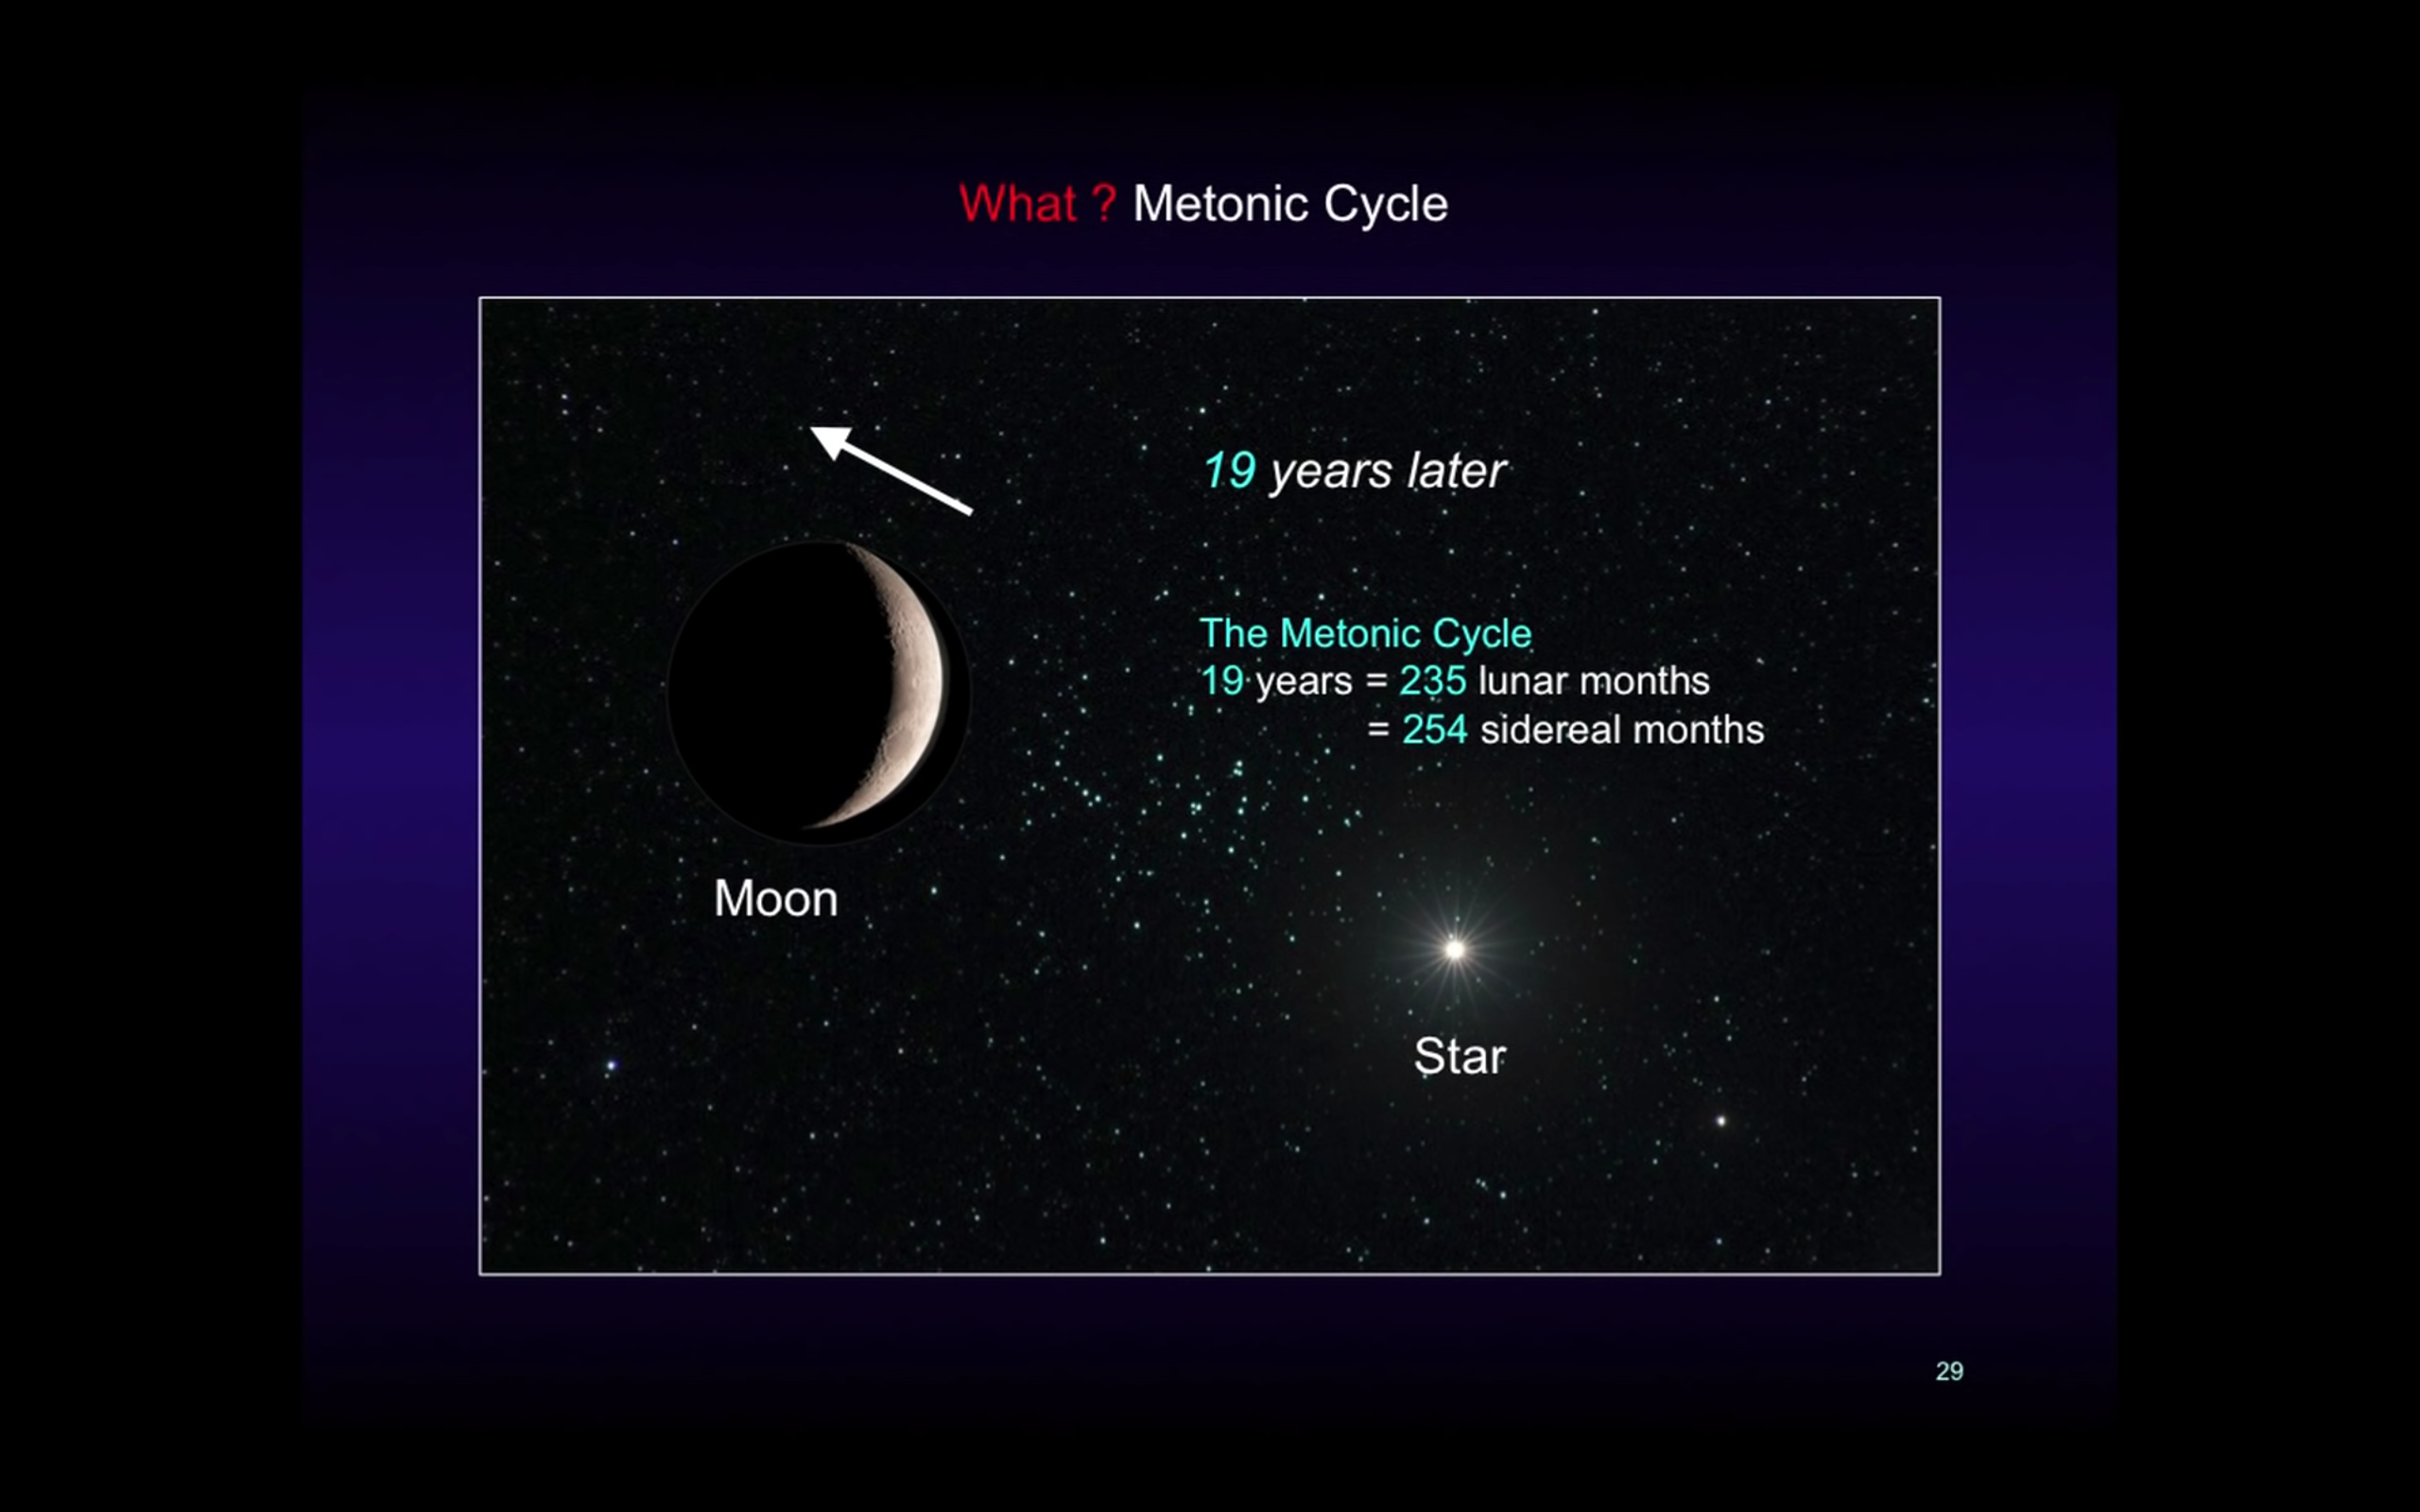 What ? Metonic Cycle
19 years later
The Metonic Cycle
19 years = 235 lunar months
= 254 sidereal months
Moon
Star
29